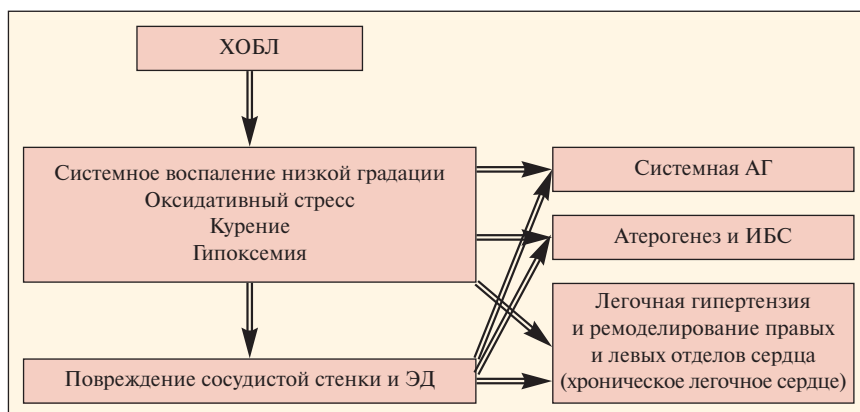 ХОБЛ
Системное воспаление низкой градации
Оксидативный стресс
Курение
Гипоксемия
Повреждение сосудистой стенки и ЭД
Системная АГ
Атерогенез и ИБС
Легочная гипертензия
и ремоделирование правых
и левых отделов сердца
(хроническое легочное сердце)